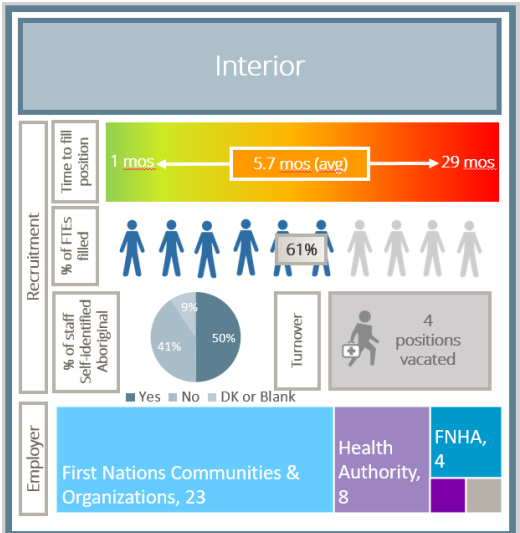 Interior
Recruitment
Time to fill
position
1 mos
5.7 mos (avg)
29 mos
% of FTEs
filled
61%
% of staff
Self-identified
Aboriginal
9%
41%
50%
Yes
No
DK or Blank
Turnover
4
positions
vacated
Employer
First Nations Communities &
Organizations, 23
Health
Authority,
8
FNHA,
4